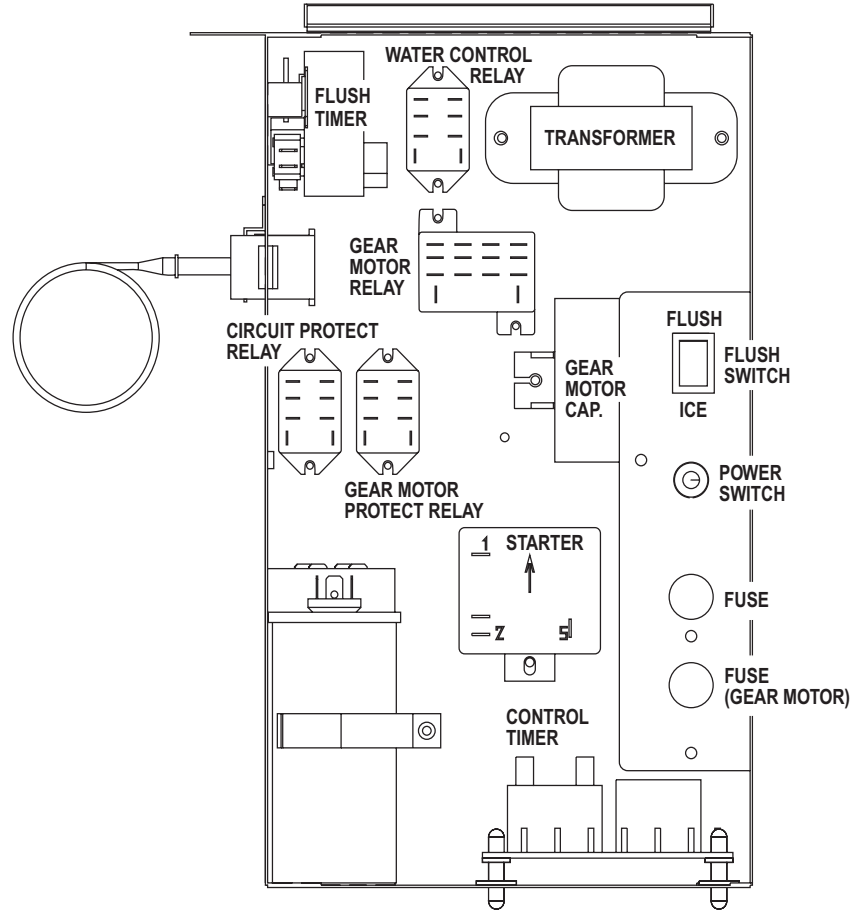 WATER CONTROL
RELAY
FLUSH
TIMER
TRANSFORMER
GEAR
MOTOR
RELAY
CIRCUIT PROTECT
RELAY
GEAR
MOTOR
CAP.
FLUSH
FLUSH
SWITCH
ICE
POWER
SWITCH
GEAR MOTOR
PROTECT RELAY
1 STARTER
2 5
FUSE
FUSE
(GEAR MOTOR)
CONTROL
TIMER